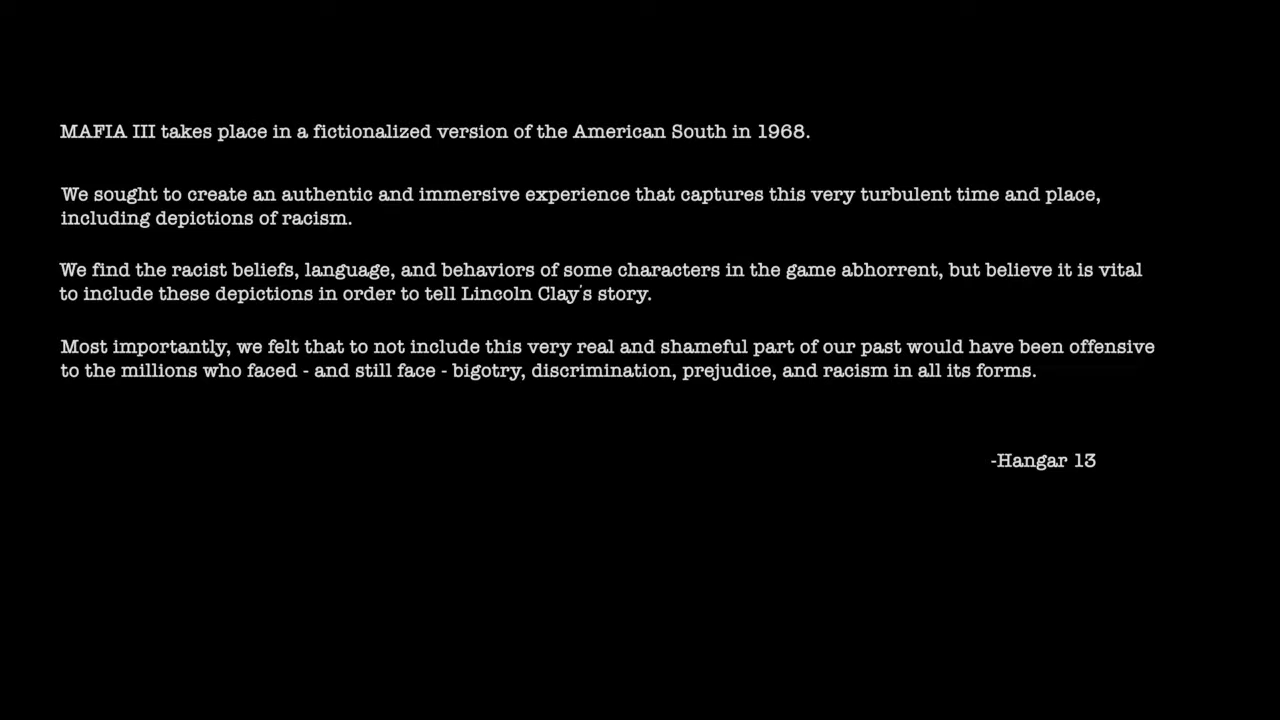 MAFIA III takes place in a fictionalized version of the American South in 1968.
We sought to create an authentic and immersive experience that captures this very turbulent time and place,
including depictions of racism.
We find the racist beliefs, language, and behaviors of some characters in the game abhorrent, but believe it is vital
to include these depictions in order to tell Lincoln Clay's story.
Most importantly, we felt that to not include this very real and shameful part of our past would have been offensive
to the millions who faced - and still face - bigotry, discrimination, prejudice, and racism in all its forms.
-Hangar 13